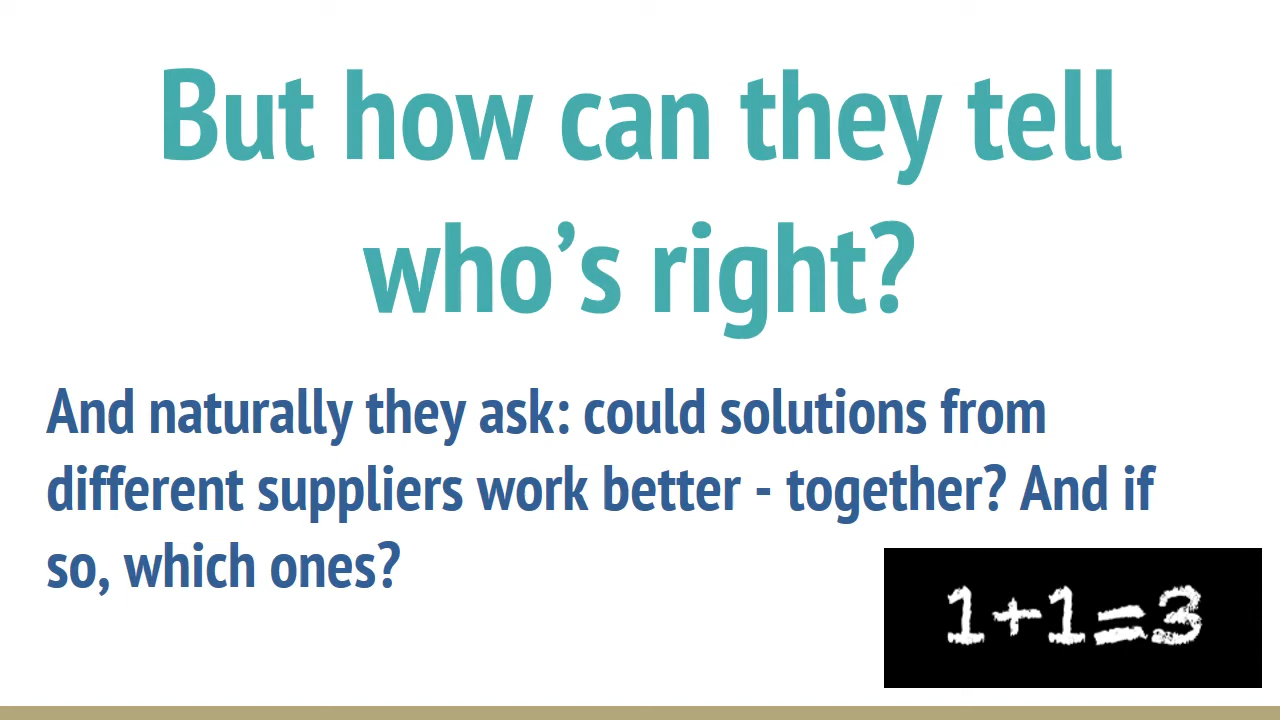 But how can they tell
who’s right?
And naturally they ask: could solutions from
different suppliers work better - together? And if
so, which ones?
1+1=3